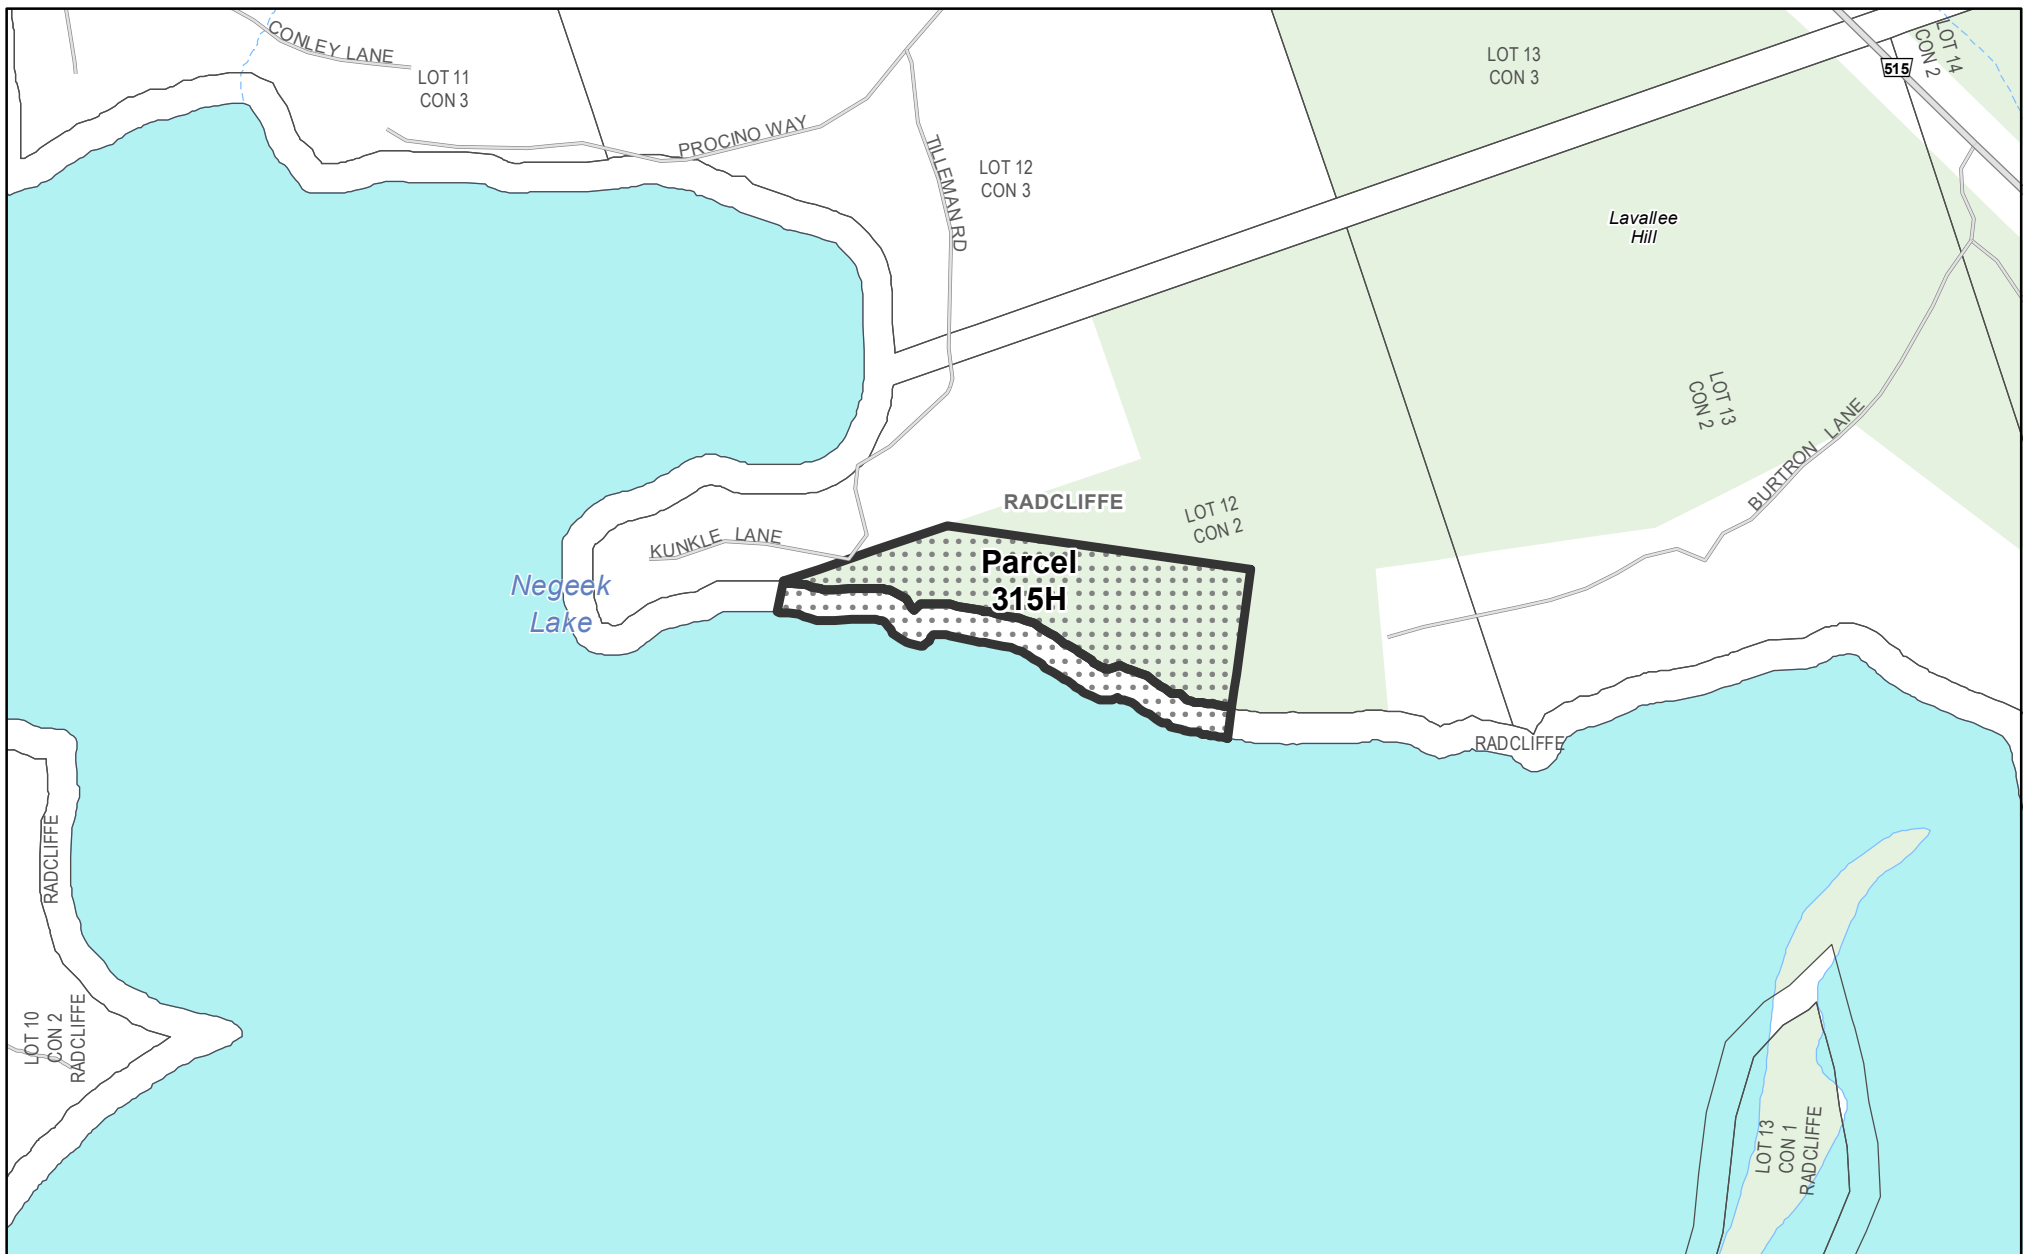 CONLEY LANE
LOT 11
CON 3
PROCINO WAY
TILLEMAN RD
LOT 12
CON 3
LOT 13
CON 3
515
LOT 14
CON 2
Lavallee
Hill
LOT 13
CON 2
BURTRON LANE
RADCLIFFE
LOT 12
CON 2
KUNKLE LANE
Parcel
315H
Negeek
Lake
RADCLIFFE
RADCLIFFE
LOT 10
CON 2
RADCLIFFE
LOT 13
CON 1
RADCLIFFE